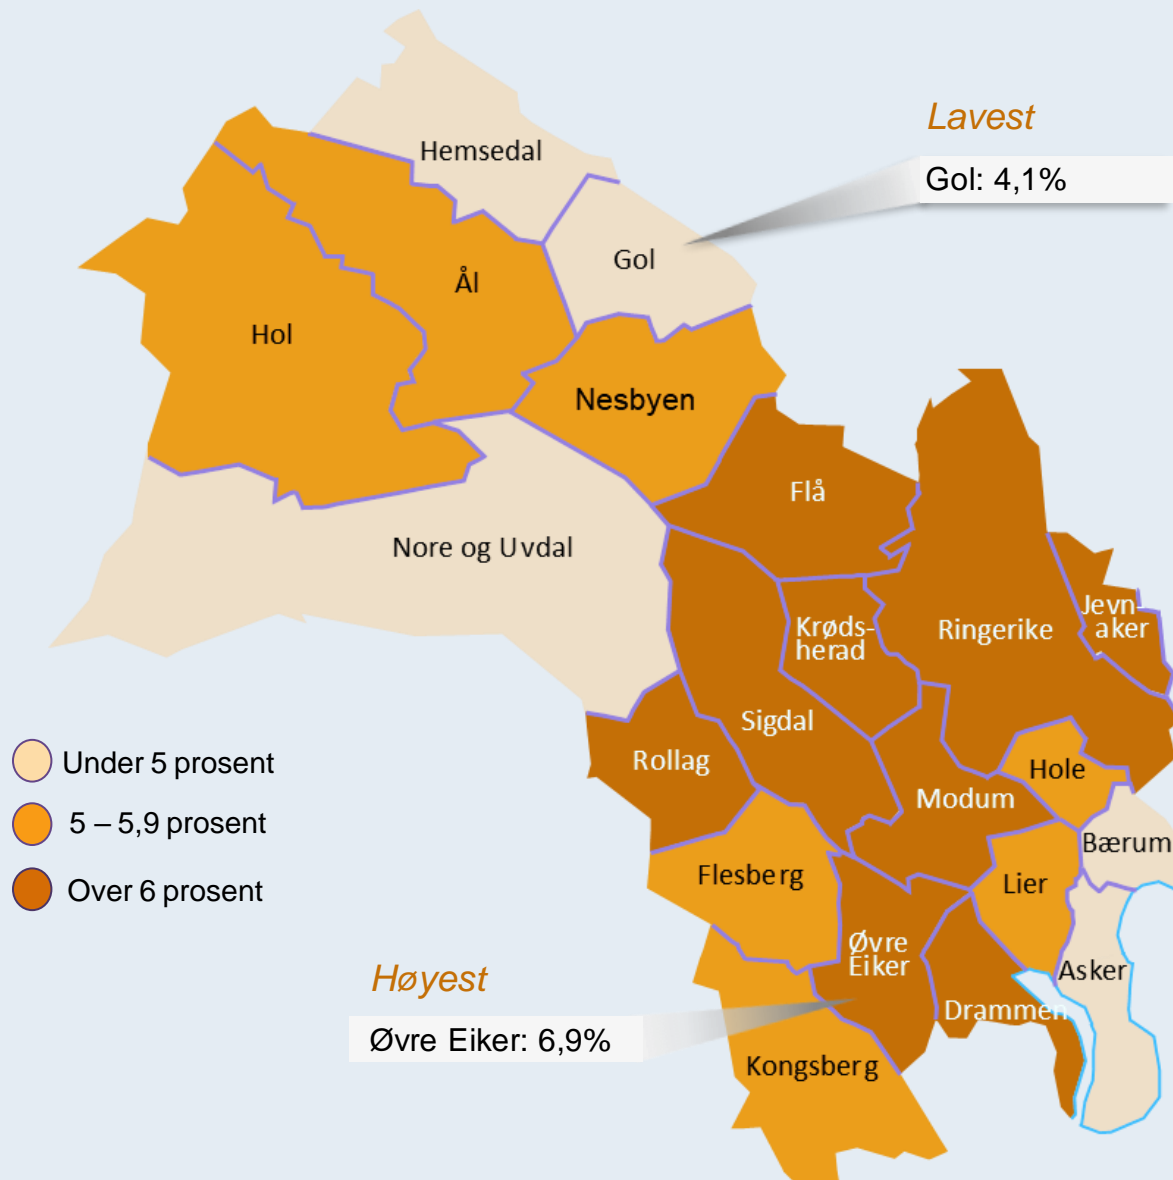 Lavest
Gol: 4,1%
Hemsedal
Gol
Ål
Hol
Nesbyen
Flå
Nore og Uvdal
Krøds-
herad
Ringerike
Jevn-
aker
Sigdal
Rollag
Hole
Modum
Bærum
Flesberg
Lier
Øvre
Eiker
Asker
Drammen
Kongsberg
Under 5 prosent
5 – 5,9 prosent
Over 6 prosent
Høyest
Øvre Eiker: 6,9%